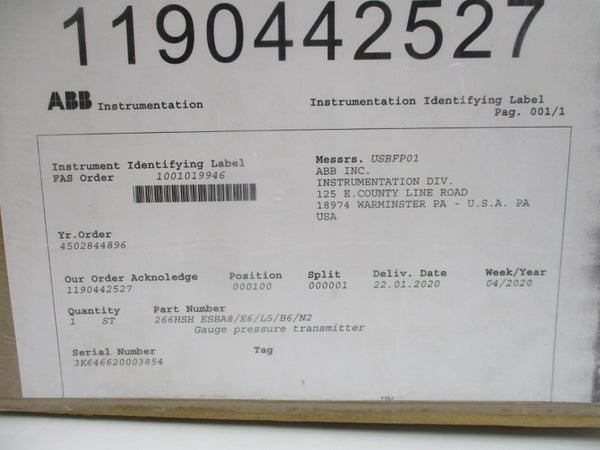 1190442527
ABB Instrumentation
Instrumentation Identifying Label
Pag. 001/1
Instrument Identifying Label
FAS Order 1001019946
Messrs. USBFP01
ABB INC.
INSTRUMENTATION DIV.
125 E.COUNTY LINE ROAD
18974 WARMINSTER PA - U.S.A. PA
USA
Yr.Order
4502844896
Our Order Acknoledge Position Split Deliv. Date Week/Year
1190442527 000100 000001 22.01.2020 04/2020
Quantity Part Number
1 ST 266HSH ESBA8/E6/L5/B6/N2
Gauge pressure transmitter
Serial Number Tag
3K646620003854